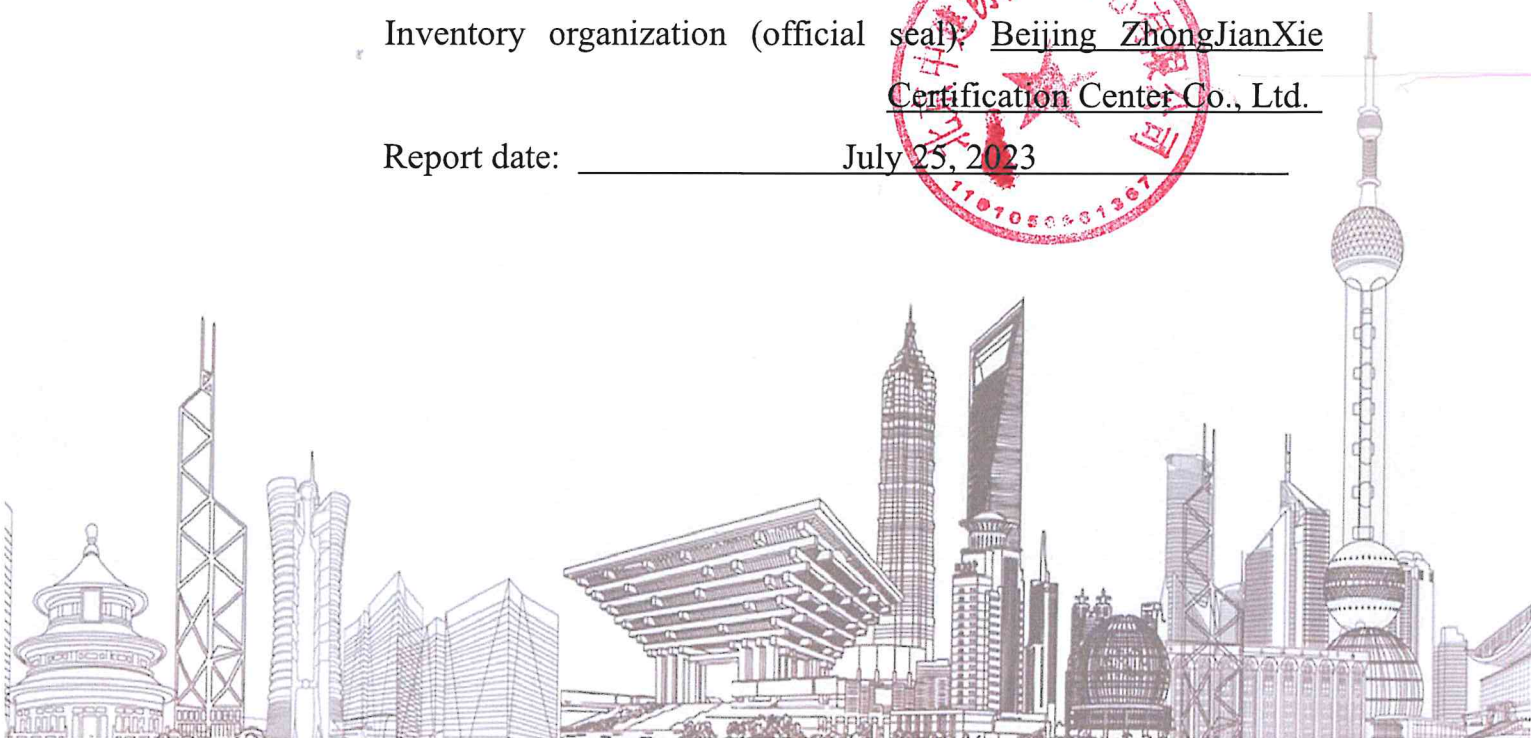 Inventory organization (official seal): Beijing ZhongJianXie
Certification Center Co., Ltd.
Report date: July 25, 2023